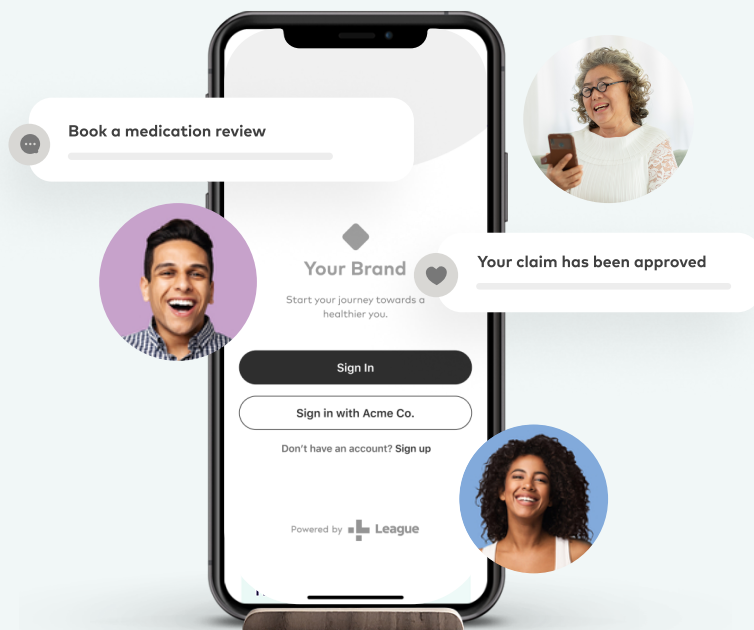 Book a medication review
Your Brand
Your claim has been approved
Start your journey towards a
healthier you.
Sign In
Sign in with Acme Co.
Don't have an account? Sign up
Powered by League